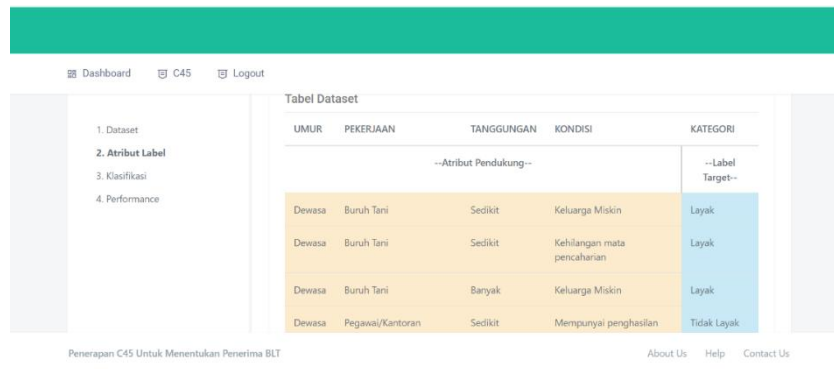 Dashboard C45 Logout
Tabel Dataset
1. Dataset
2. Atribut Label
3. Klasifikasi
4. Performance
UMUR PEKERJAAN TANGGUNGAN KONDISI KATEGORI
--Atribut Pendukung-- --Label
Target--
Dewasa Buruh Tani Sedikit Keluarga Miskin Layak
Dewasa Buruh Tani Sedikit Kehilangan mata Layak
pencaharian
Dewasa Buruh Tani Banyak Keluarga Miskin Layak
Dewasa Pegawai/Kantoran Sedikit Mempunyai penghasilan Tidak Layak
Penerapan C45 Untuk Menentukan Penerima BLT About Us Help Contact Us